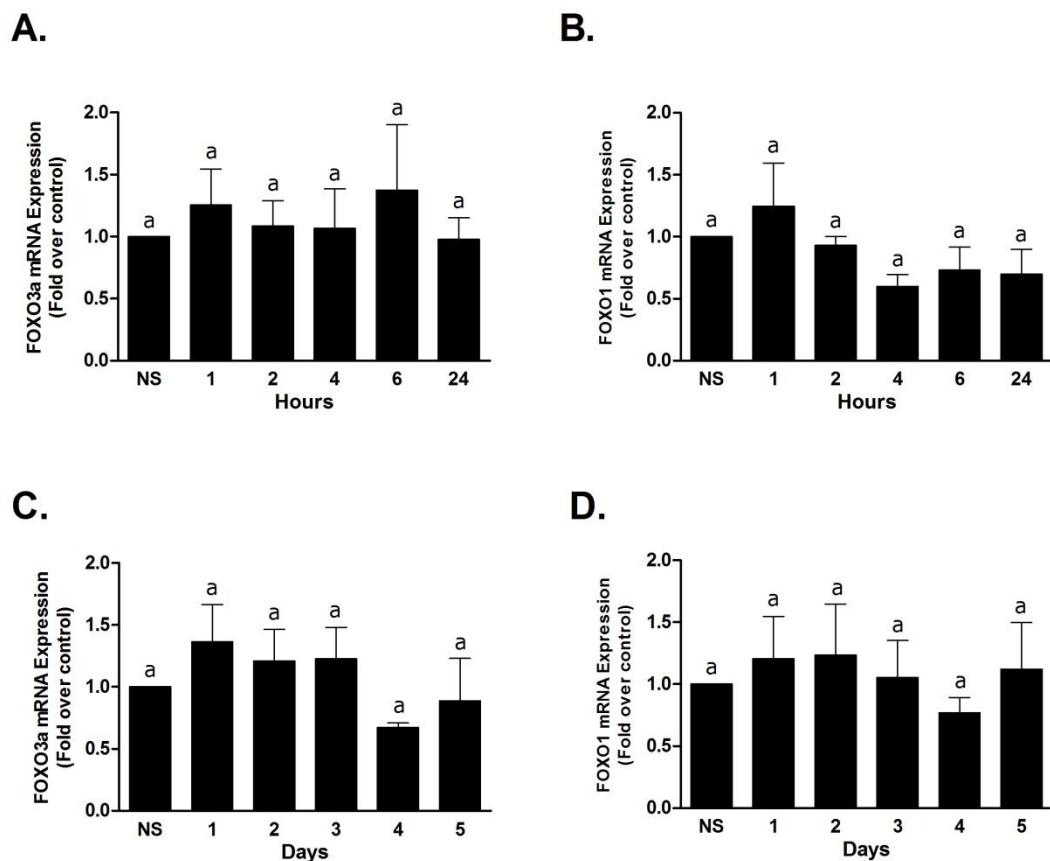 A.
FOXO3a mRNA Expression
(Fold over control)
2.0
1.5
1.0
0.5
0.0
a a a a a a
NS 1 2 4 6 24
Hours
B.
FOXO1 mRNA Expression
(Fold over control)
2.0
1.5
1.0
0.5
0.0
a a a a a a
NS 1 2 4 6 24
Hours
C.
FOXO3a mRNA Expression
(Fold over control)
2.0
1.5
1.0
0.5
0.0
a a a a a a
NS 1 2 3 4 5
Days
D.
FOXO1 mRNA Expression
(Fold over control)
2.0
1.5
1.0
0.5
0.0
a a a a a a
NS 1 2 3 4 5
Days